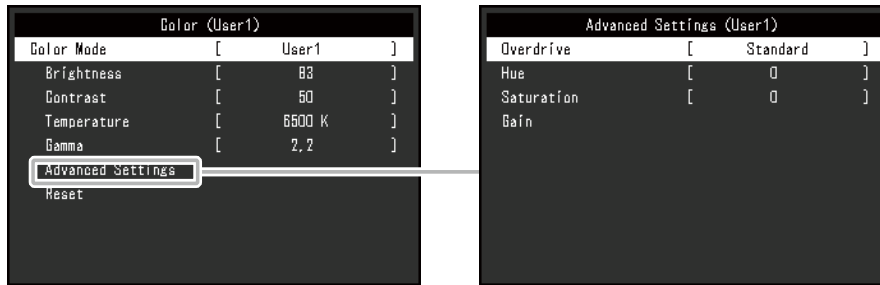 Color (User1)
Color Mode [ User1 ]
Brightness [ 83 ]
Contrast [ 50 ]
Temperature [ 6500 K ]
Gamma [ 2.2 ]
Advanced Settings
Reset
Advanced Settings (User1)
Overdrive [ Standard ]
Hue [ 0 ]
Saturation [ 0 ]
Gain